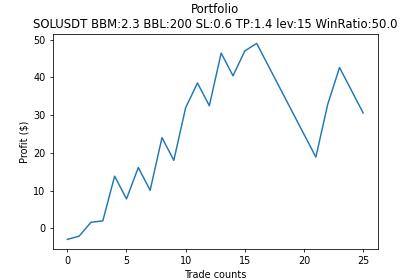 Portfolio
SOLUSDT BBM:2.3 BBL:200 SL:0.6 TP:1.4 lev:15 WinRatio:50.0
50
40
30
20
10
0
Profit ($)
0 5 10 15 20 25
Trade counts